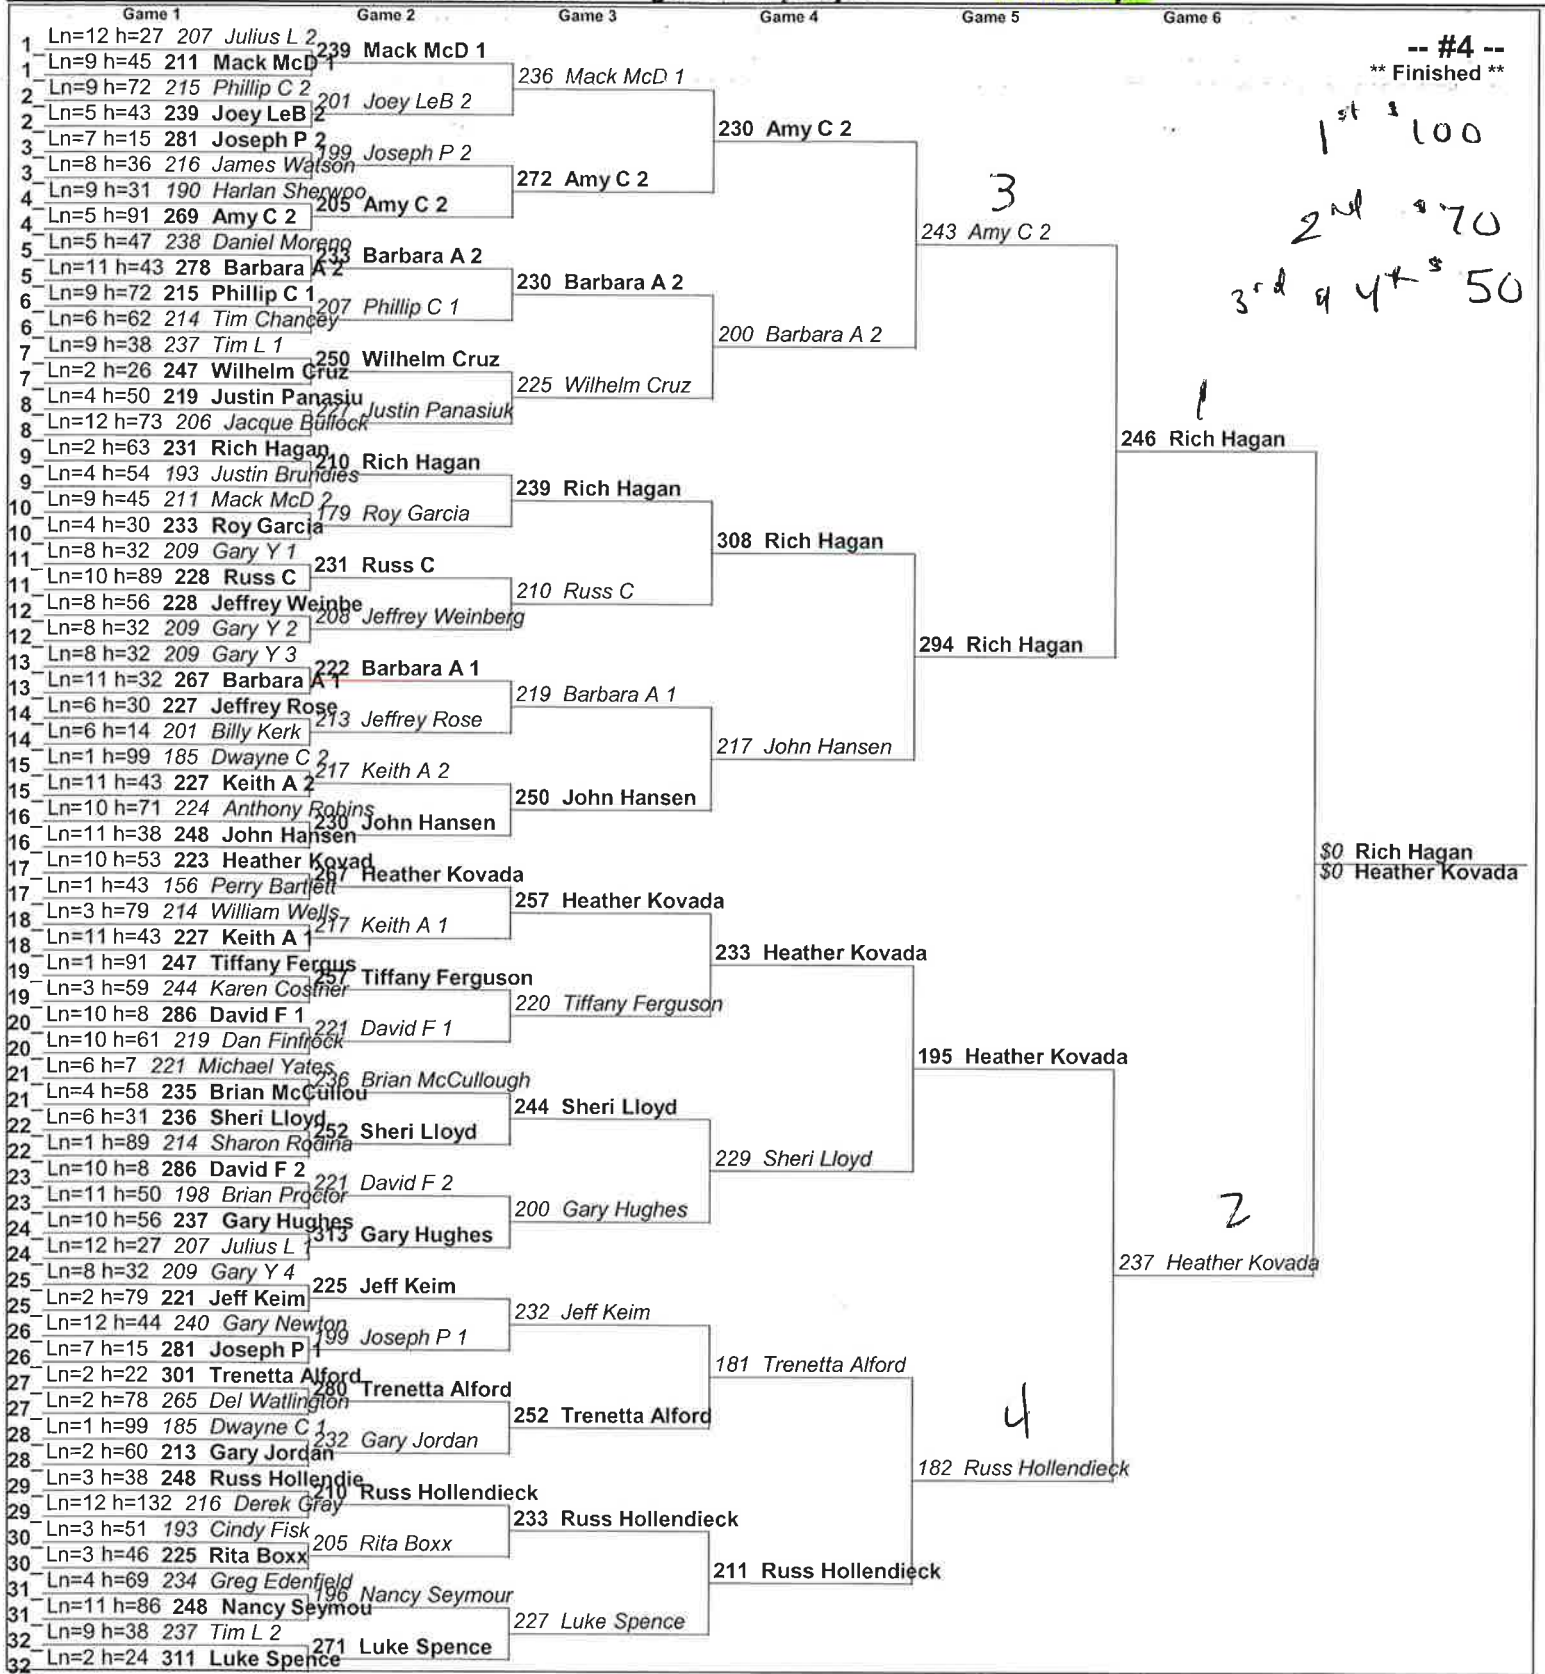 Game 1 Game 2 Game 3 Game 4 Game 5 Game 6
-- #4 --
** Finished **
1st $100
2nd $70
3rd & 4th $50
1 Ln=12 h=27 207 Julius L 2
1 Ln=9 h=45 211 Mack McD 1
2 Ln=9 h=72 215 Phillip C 2
2 Ln=5 h=43 239 Joey LeB 2
3 Ln=7 h=15 281 Joseph P 2
3 Ln=8 h=36 216 James Watson
4 Ln=9 h=31 190 Harlan Sherwoo
4 Ln=5 h=91 269 Amy C 2
5 Ln=5 h=47 238 Daniel Moreno
5 Ln=11 h=43 278 Barbara A 2
6 Ln=9 h=72 215 Phillip C 1
6 Ln=6 h=62 214 Tim Chancey
7 Ln=9 h=38 237 Tim L 1
7 Ln=2 h=26 247 Wilhelm Cruz
8 Ln=4 h=50 219 Justin Panasiu
8 Ln=12 h=73 206 Jacque Bullock
9 Ln=2 h=63 231 Rich Hagan
9 Ln=4 h=54 193 Justin Brundies
10 Ln=9 h=45 211 Mack McD 2
10 Ln=4 h=30 233 Roy Garcia
11 Ln=8 h=32 209 Gary Y 1
11 Ln=10 h=89 228 Russ C
12 Ln=8 h=56 228 Jeffrey Weinbe
12 Ln=8 h=32 209 Gary Y 2
13 Ln=8 h=32 209 Gary Y 3
13 Ln=11 h=32 267 Barbara A 1
14 Ln=6 h=30 227 Jeffrey Rose
14 Ln=6 h=14 201 Billy Kerk
15 Ln=1 h=99 185 Dwayne C 2
15 Ln=11 h=43 227 Keith A 2
16 Ln=10 h=71 224 Anthony Robins
16 Ln=11 h=38 248 John Hansen
17 Ln=10 h=53 223 Heather Kovad
17 Ln=1 h=43 156 Perry Bartlett
18 Ln=3 h=79 214 William Wells
18 Ln=11 h=43 227 Keith A 1
19 Ln=1 h=91 247 Tiffany Fergus
19 Ln=3 h=59 244 Karen Costner
20 Ln=10 h=8 286 David F 1
20 Ln=10 h=61 219 Dan Finfrock
21 Ln=6 h=7 221 Michael Yates
21 Ln=4 h=58 235 Brian McCullou
22 Ln=6 h=31 236 Sheri Lloyd
22 Ln=1 h=89 214 Sharon Rodina
23 Ln=10 h=8 286 David F 2
23 Ln=11 h=50 198 Brian Proctor
24 Ln=10 h=56 237 Gary Hughes
24 Ln=12 h=27 207 Julius L 1
25 Ln=8 h=32 209 Gary Y 4
25 Ln=2 h=79 221 Jeff Keim
26 Ln=12 h=44 240 Gary Newton
26 Ln=7 h=15 281 Joseph P 1
27 Ln=2 h=22 301 Trenetta Alford
27 Ln=2 h=78 265 Del Watlington
28 Ln=1 h=99 185 Dwayne C 1
28 Ln=2 h=60 213 Gary Jordan
29 Ln=3 h=38 248 Russ Hollendie
29 Ln=12 h=132 216 Derek Gray
30 Ln=3 h=51 193 Cindy Fisk
30 Ln=3 h=46 225 Rita Boxx
31 Ln=4 h=69 234 Greg Edenfield
31 Ln=11 h=86 248 Nancy Seymou
32 Ln=9 h=38 237 Tim L 2
32 Ln=2 h=24 311 Luke Spence
239 Mack McD 1
201 Joey LeB 2
199 Joseph P 2
205 Amy C 2
233 Barbara A 2
207 Phillip C 1
250 Wilhelm Cruz
227 Justin Panasiuk
210 Rich Hagan
179 Roy Garcia
231 Russ C
208 Jeffrey Weinberg
222 Barbara A 1
213 Jeffrey Rose
217 Keith A 2
230 John Hansen
267 Heather Kovada
217 Keith A 1
257 Tiffany Ferguson
221 David F 1
236 Brian McCullough
252 Sheri Lloyd
221 David F 2
313 Gary Hughes
225 Jeff Keim
199 Joseph P 1
280 Trenetta Alford
232 Gary Jordan
210 Russ Hollendieck
205 Rita Boxx
196 Nancy Seymour
271 Luke Spence
236 Mack McD 1
272 Amy C 2
230 Barbara A 2
225 Wilhelm Cruz
239 Rich Hagan
210 Russ C
219 Barbara A 1
250 John Hansen
257 Heather Kovada
220 Tiffany Ferguson
244 Sheri Lloyd
200 Gary Hughes
232 Jeff Keim
252 Trenetta Alford
233 Russ Hollendieck
227 Luke Spence
230 Amy C 2
200 Barbara A 2
308 Rich Hagan
217 John Hansen
233 Heather Kovada
229 Sheri Lloyd
181 Trenetta Alford
211 Russ Hollendieck
3
243 Amy C 2
294 Rich Hagan
195 Heather Kovada
4
182 Russ Hollendieck
1
246 Rich Hagan
2
237 Heather Kovada
$0 Rich Hagan
$0 Heather Kovada